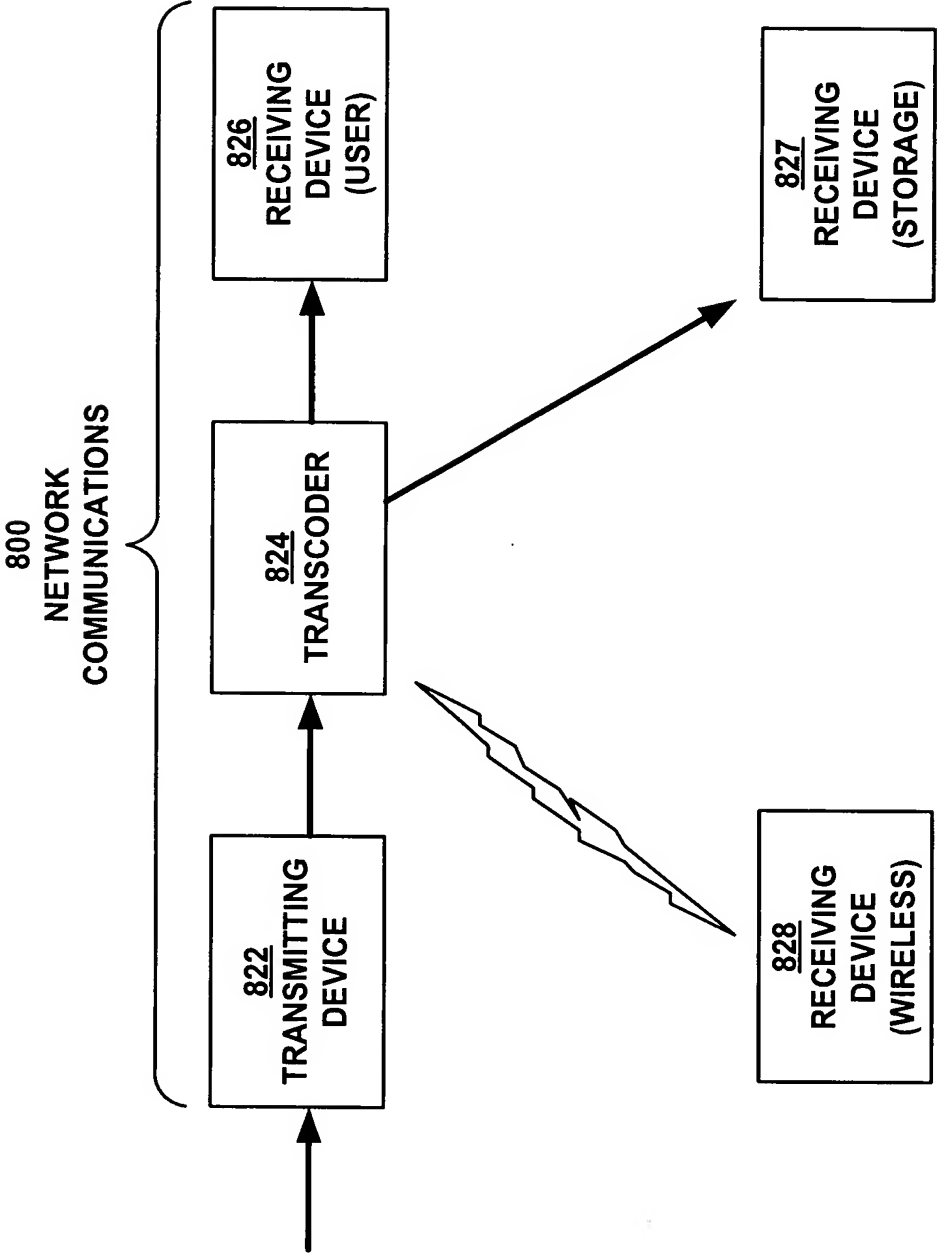 800
NETWORK
COMMUNICATIONS
822
TRANSMITTING
DEVICE
824
TRANSCODER
826
RECEIVING
DEVICE
(USER)
828
RECEIVING
DEVICE
(WIRELESS)
827
RECEIVING
DEVICE
(STORAGE)